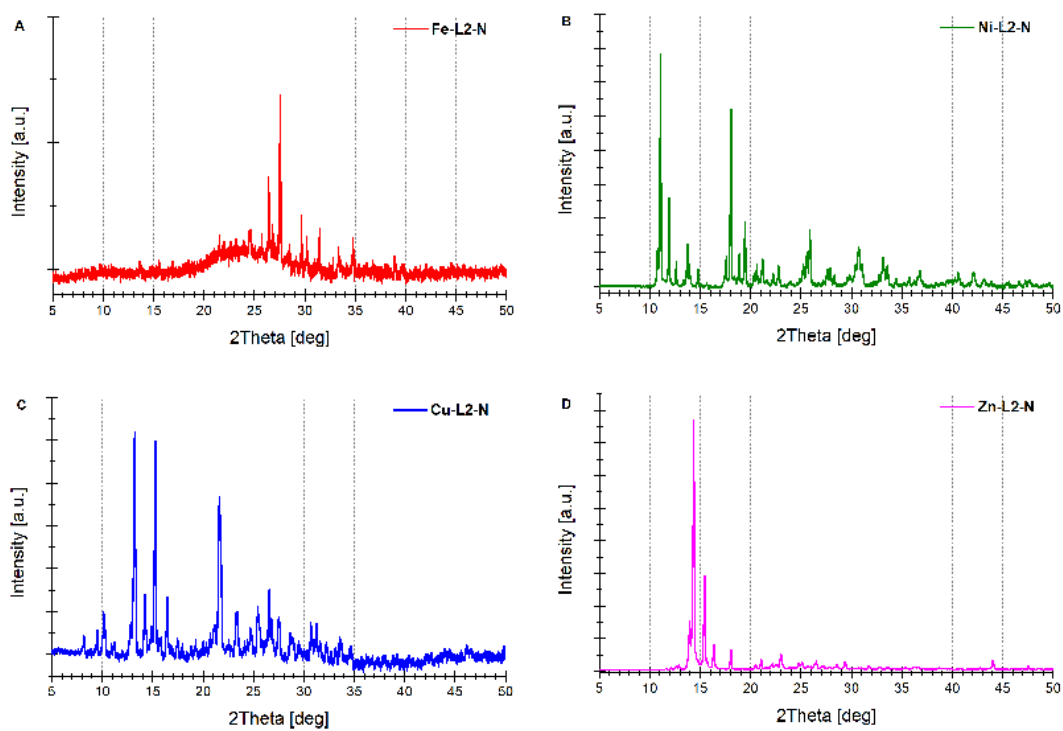 A
Fe-L2-N
Intensity [a.u.]
5 10 15 20 25 30 35 40 45 50
2Theta [deg]
B
Ni-L2-N
Intensity [a.u.]
5 10 15 20 25 30 35 40 45 50
2Theta [deg]
C
Cu-L2-N
Intensity [a.u.]
5 10 15 20 25 30 35 40 45 50
2Theta [deg]
D
Zn-L2-N
Intensity [a.u.]
5 10 15 20 25 30 35 40 45 50
2Theta [deg]